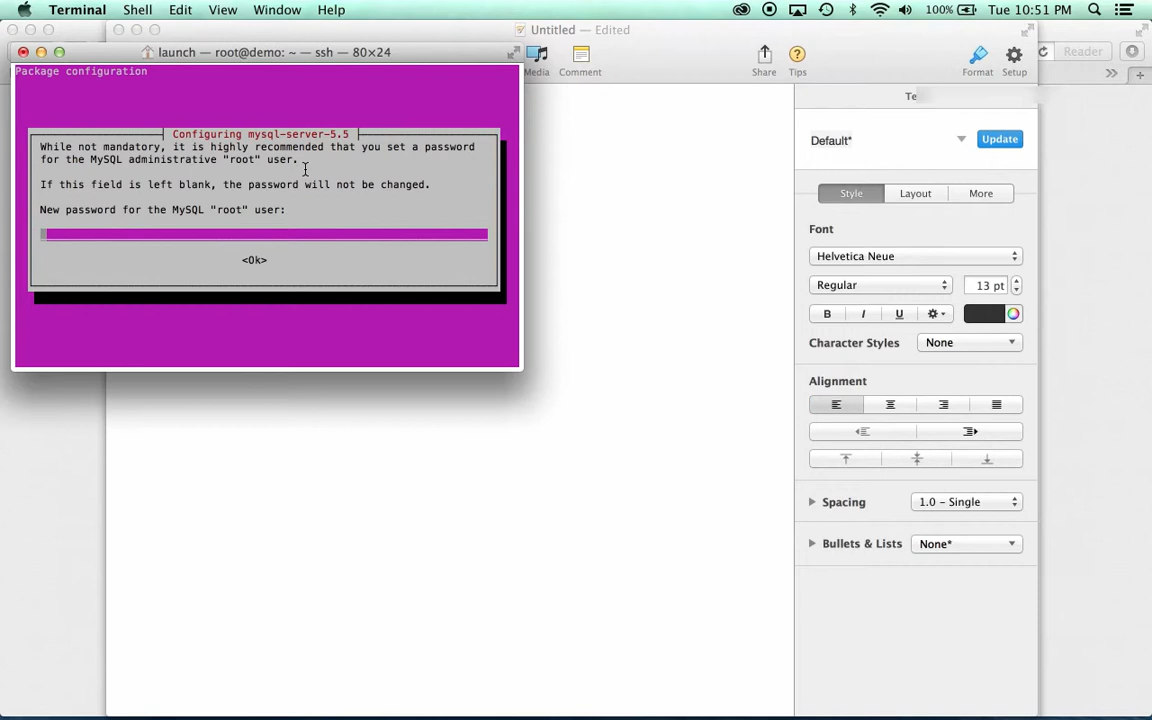 Terminal Shell Edit View Window Help 100% Tue 10:51 PM
Untitled — Edited
launch — root@demo: ~ — ssh — 80×24
Media Comment Share Tips Format Setup
Reader
Package configuration
Configuring mysql-server-5.5
While not mandatory, it is highly recommended that you set a password
for the MySQL administrative "root" user.
If this field is left blank, the password will not be changed.
New password for the MySQL "root" user:
<Ok>
Default*
Update
Style Layout More
Font
Helvetica Neue
Regular 13 pt
B I U
Character Styles None
Alignment
Spacing 1.0 – Single
Bullets & Lists None*